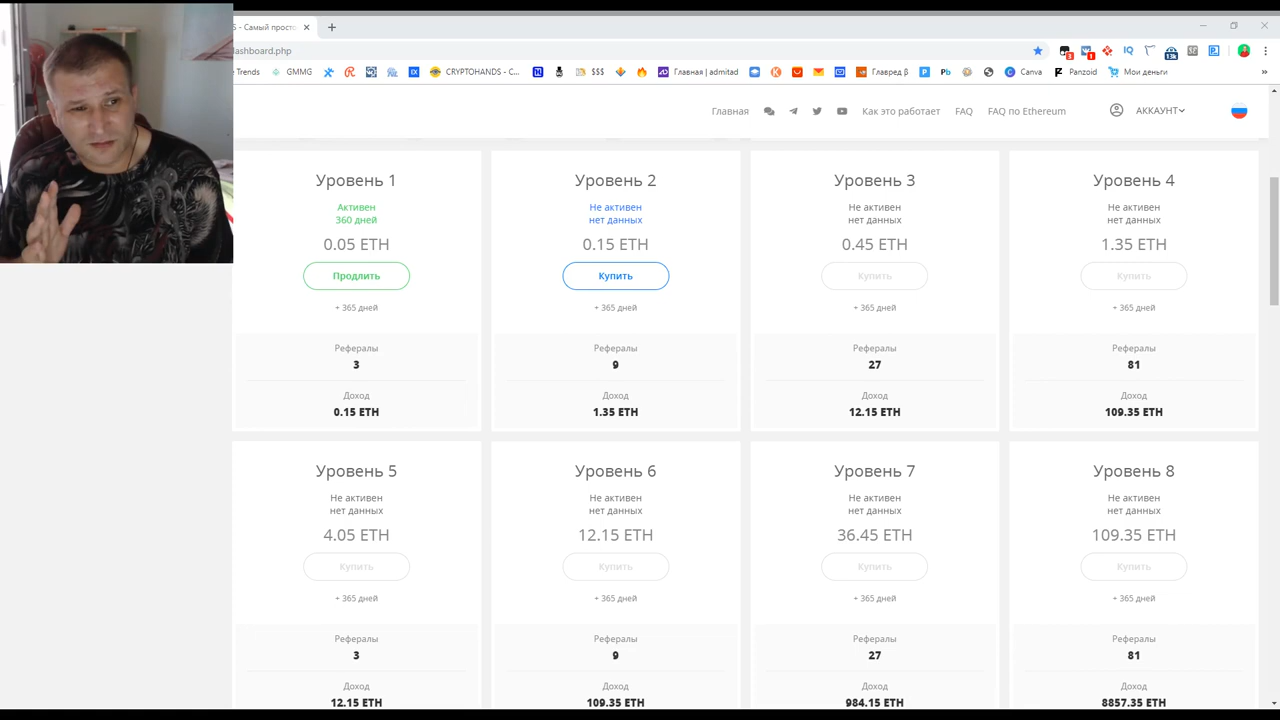 Б - Самый просто
dashboard.php
Trends
GMMG
CRYPTOHANDS - C...
$$$
Главная | admitad
Главред β
Canva
Panzoid
Мои деньги
»
Главная
Как это работает
FAQ
FAQ по Ethereum
АККАУНТ
Уровень 1
Активен
360 дней
0.05 ETH
Продлить
+ 365 дней
Рефералы
3
Доход
0.15 ETH
Уровень 2
Не активен
нет данных
0.15 ETH
Купить
+ 365 дней
Рефералы
9
Доход
1.35 ETH
Уровень 3
Не активен
нет данных
0.45 ETH
Купить
+ 365 дней
Рефералы
27
Доход
12.15 ETH
Уровень 4
Не активен
нет данных
1.35 ETH
Купить
+ 365 дней
Рефералы
81
Доход
109.35 ETH
Уровень 5
Не активен
нет данных
4.05 ETH
Купить
+ 365 дней
Рефералы
3
Доход
12.15 ETH
Уровень 6
Не активен
нет данных
12.15 ETH
Купить
+ 365 дней
Рефералы
9
Доход
109.35 ETH
Уровень 7
Не активен
нет данных
36.45 ETH
Купить
+ 365 дней
Рефералы
27
Доход
984.15 ETH
Уровень 8
Не активен
нет данных
109.35 ETH
Купить
+ 365 дней
Рефералы
81
Доход
8857.35 ETH